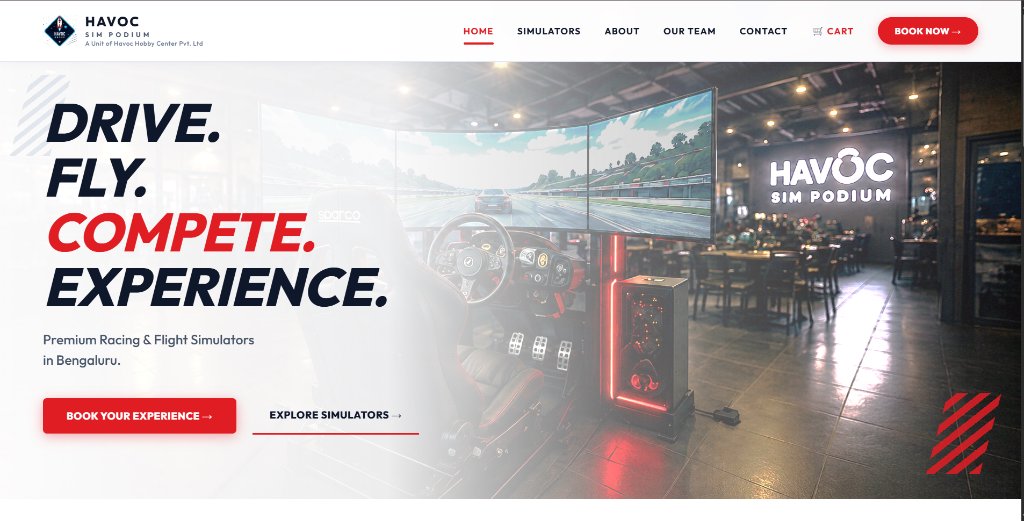 HAVOC
SIM PODIUM
A Unit of Havoc Hobby Center Pvt. Ltd
HOME
SIMULATORS
ABOUT
OUR TEAM
CONTACT
🛒 CART
BOOK NOW →
DRIVE.
FLY.
COMPETE.
EXPERIENCE.
Premium Racing & Flight Simulators
in Bengaluru.
BOOK YOUR EXPERIENCE →
EXPLORE SIMULATORS →
sparco
HAVOC
SIM PODIUM